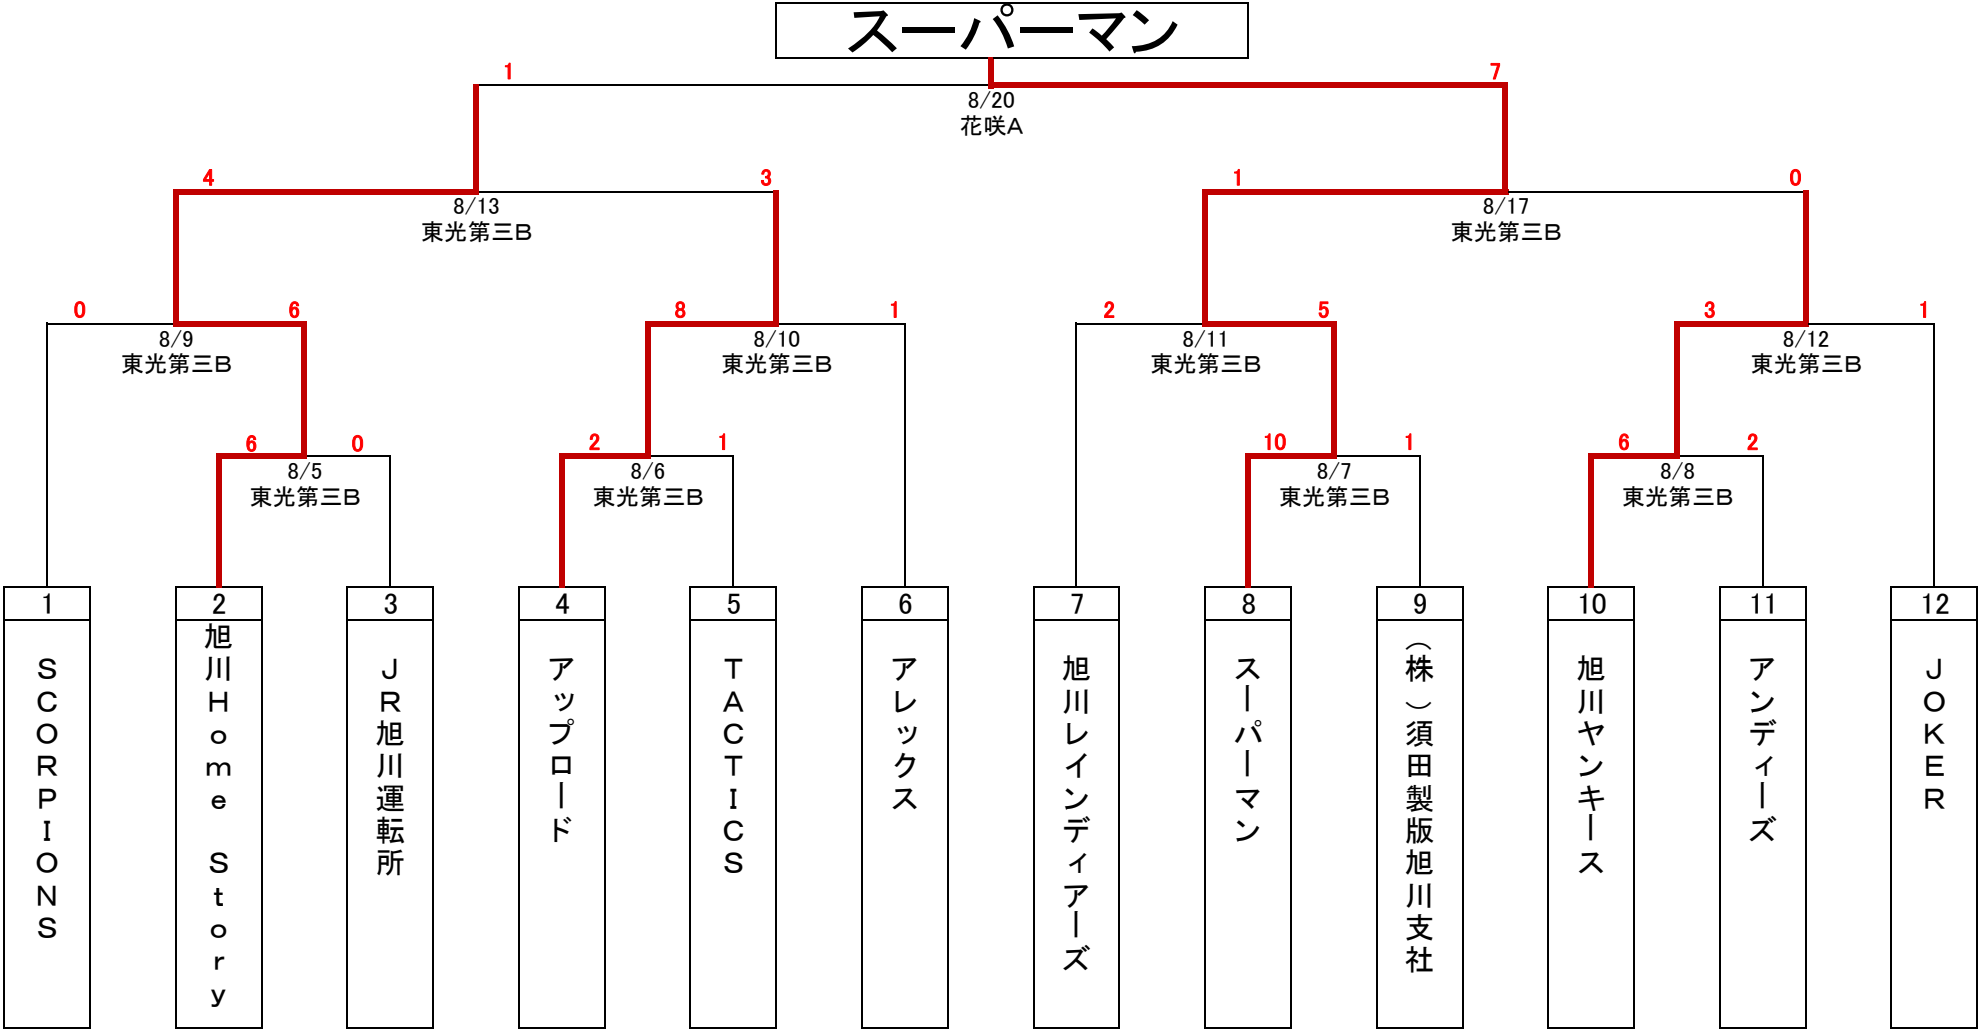 スーパーマン
1
7
8/20
花咲A
4
3
1
0
8/13
東光第三B
8/17
東光第三B
0
6
8
1
2
5
3
1
8/9
東光第三B
8/10
東光第三B
8/11
東光第三B
8/12
東光第三B
6
0
2
1
10
1
6
2
8/5
東光第三B
8/6
東光第三B
8/7
東光第三B
8/8
東光第三B
1
2
3
4
5
6
7
8
9
10
11
12
SCORPIONS
旭川Home Story
JR旭川運転所
アップロード
TACTICS
アレックス
旭川レインディアーズ
スーパーマン
(株)須田製版旭川支社
旭川ヤンキース
アンディーズ
JOKER